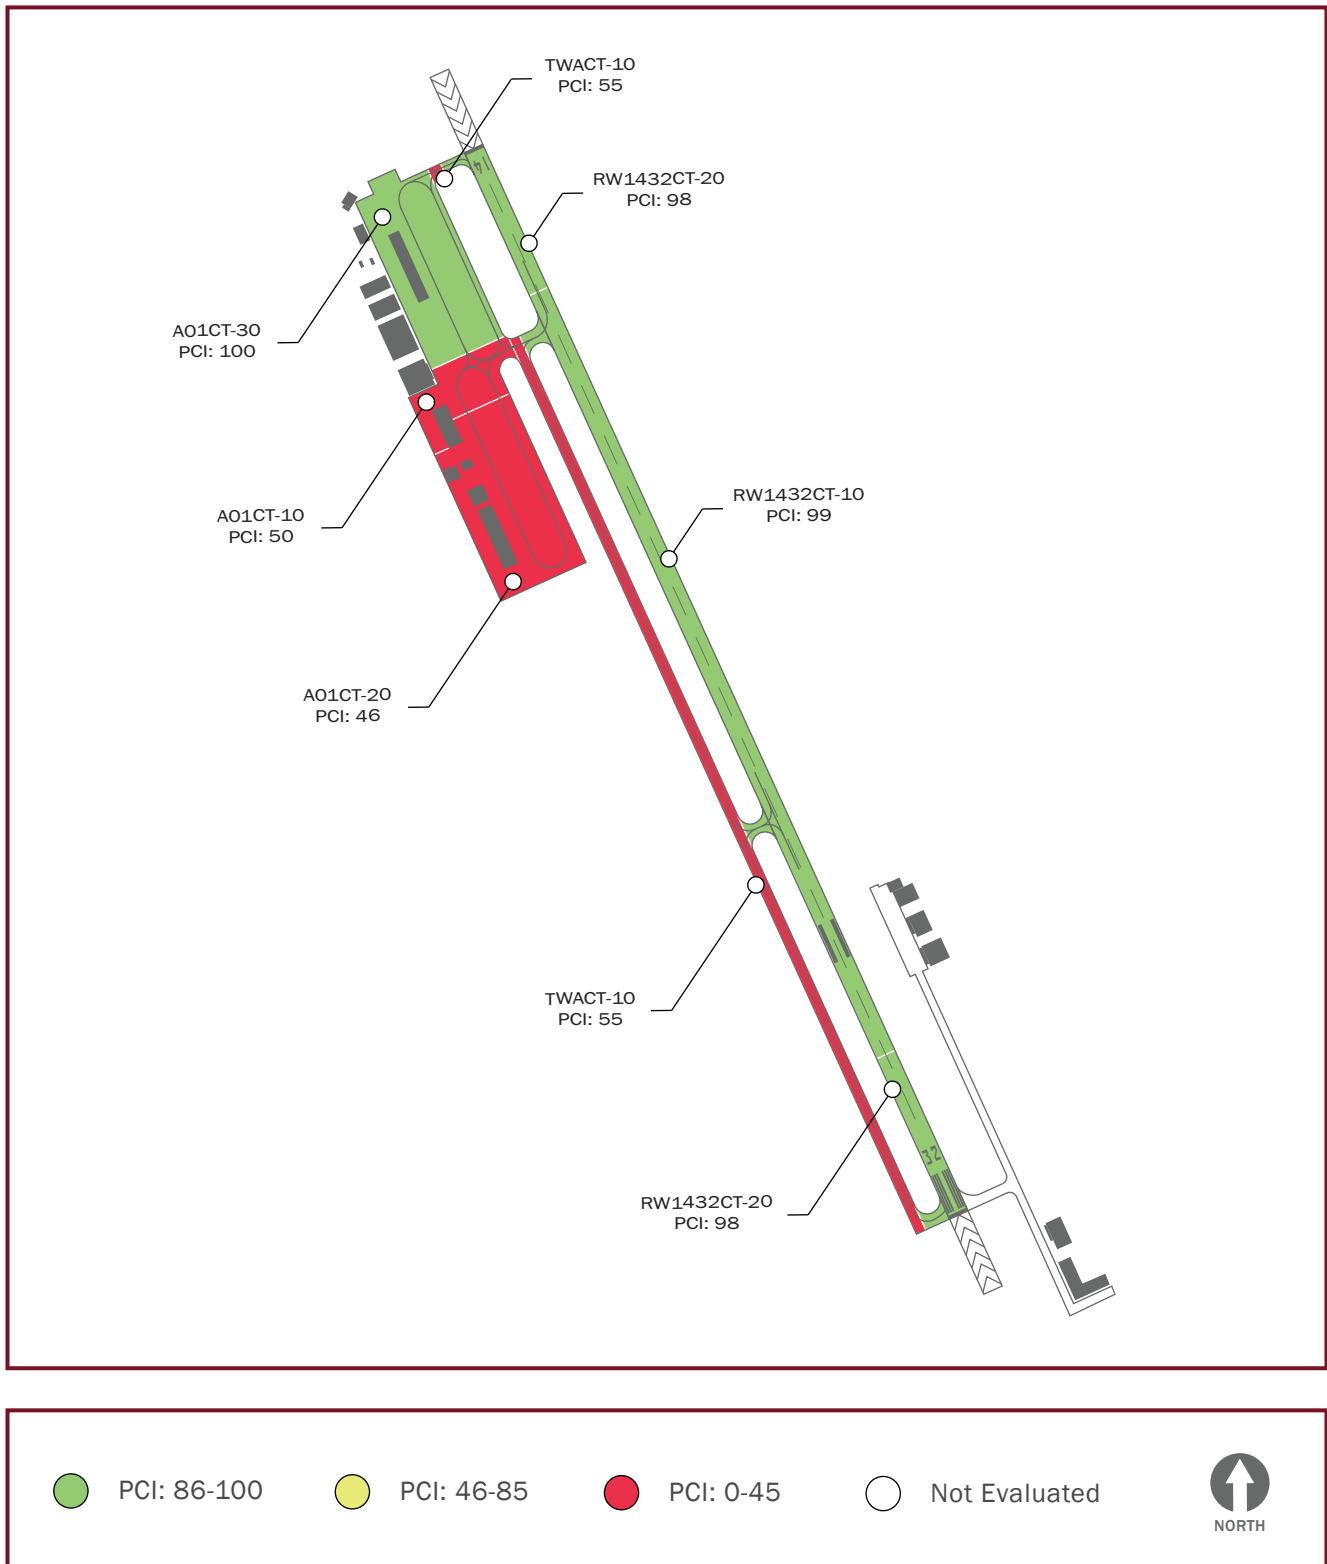 TWACT-10
PCI: 55
RW1432CT-20
PCI: 98
A01CT-30
PCI: 100
RW1432CT-10
PCI: 99
A01CT-10
PCI: 50
A01CT-20
PCI: 46
TWACT-10
PCI: 55
32
RW1432CT-20
PCI: 98
PCI: 86-100
PCI: 46-85
PCI: 0-45
Not Evaluated
NORTH